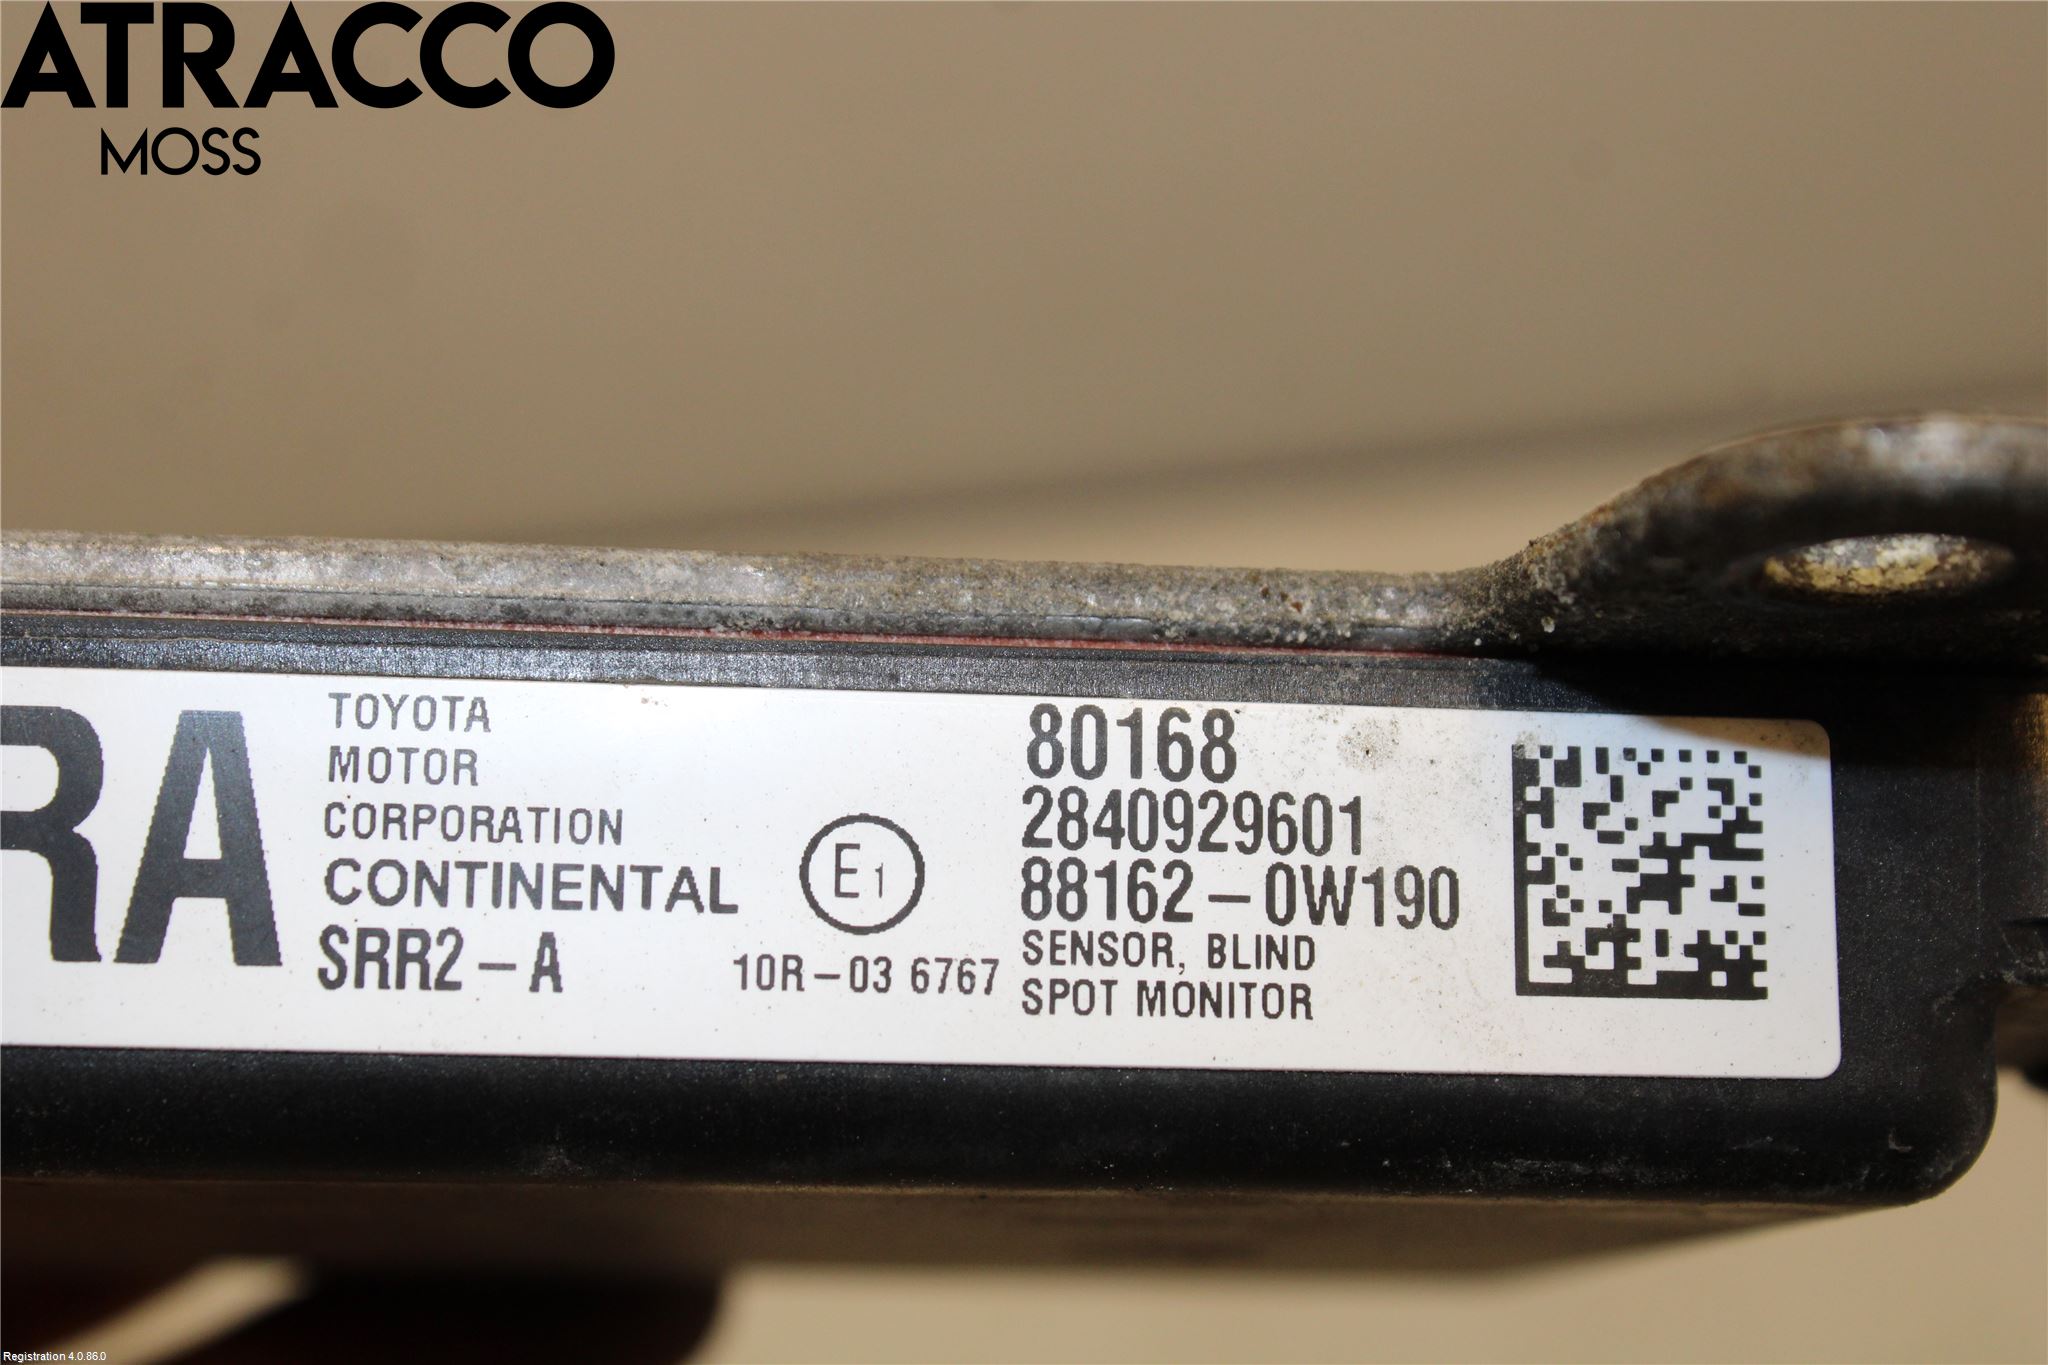 ATRACCO
MOSS
RA
TOYOTA
MOTOR
CORPORATION
CONTINENTAL
SRR2-A
E1
10R-03 6767
80168
2840929601
88162-0W190
SENSOR, BLIND
SPOT MONITOR
Registration 4.0.86.0